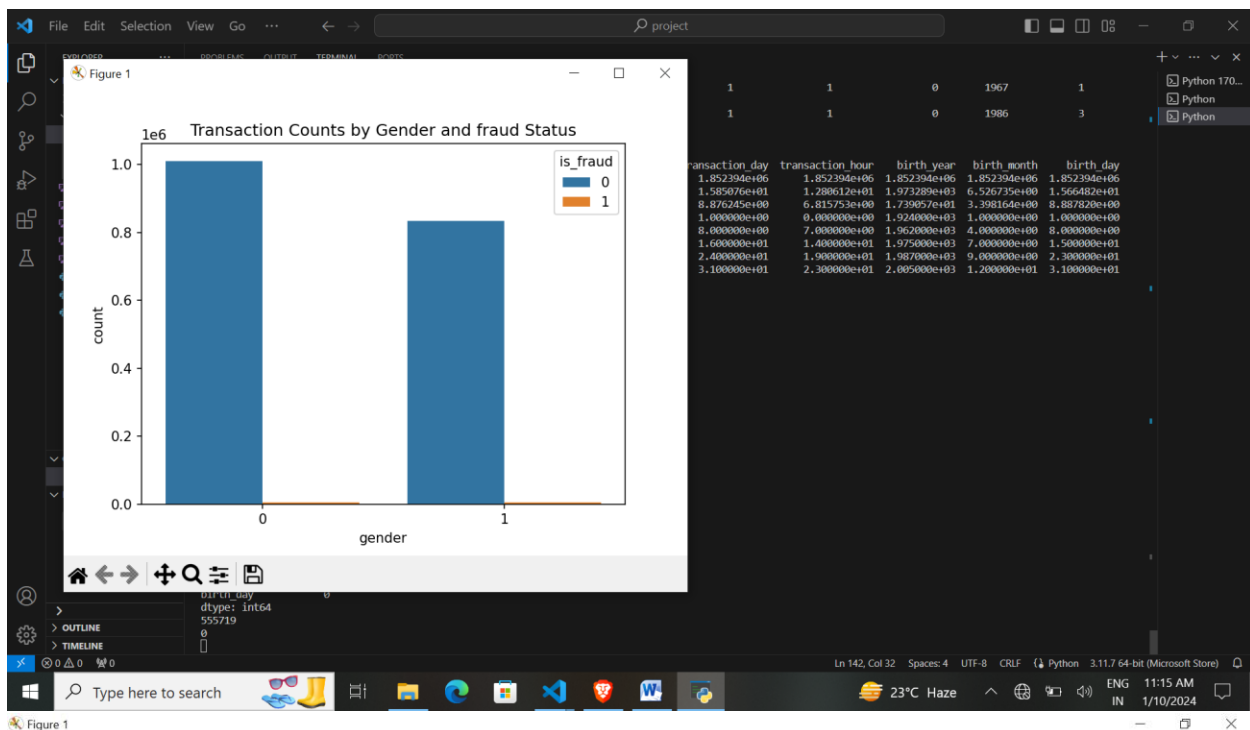 File Edit Selection View Go ··· project
EXPLORER ··· PROBLEMS OUTPUT TERMINAL PORTS
Figure 1
Python 170...
Python
Python
1 1 0 1967 1
1 1 0 1986 3
ransaction_day transaction_hour birth_year birth_month birth_day
1.852394e+06 1.852394e+06 1.852394e+06 1.852394e+06 1.852394e+06
1.585076e+01 1.280612e+01 1.973289e+03 6.526735e+00 1.566482e+01
8.876245e+00 6.815753e+00 1.739057e+01 3.398164e+00 8.887820e+00
1.000000e+00 0.000000e+00 1.924000e+03 1.000000e+00 1.000000e+00
8.000000e+00 7.000000e+00 1.962000e+03 4.000000e+00 8.000000e+00
1.600000e+01 1.400000e+01 1.975000e+03 7.000000e+00 1.500000e+01
2.400000e+01 1.900000e+01 1.987000e+03 9.000000e+00 2.300000e+01
3.100000e+01 2.300000e+01 2.005000e+03 1.200000e+01 3.100000e+01
Transaction Counts by Gender and fraud Status
1e6
is_fraud
0
1
1.0
0.8
0.6
0.4
0.2
0.0
count
0 1
gender
birth_day 0
dtype: int64
555719
0
OUTLINE
TIMELINE
0 0 0 Ln 142, Col 32 Spaces: 4 UTF-8 CRLF Python 3.11.7 64-bit (Microsoft Store)
Type here to search 23°C Haze ENG IN 11:15 AM 1/10/2024
Figure 1